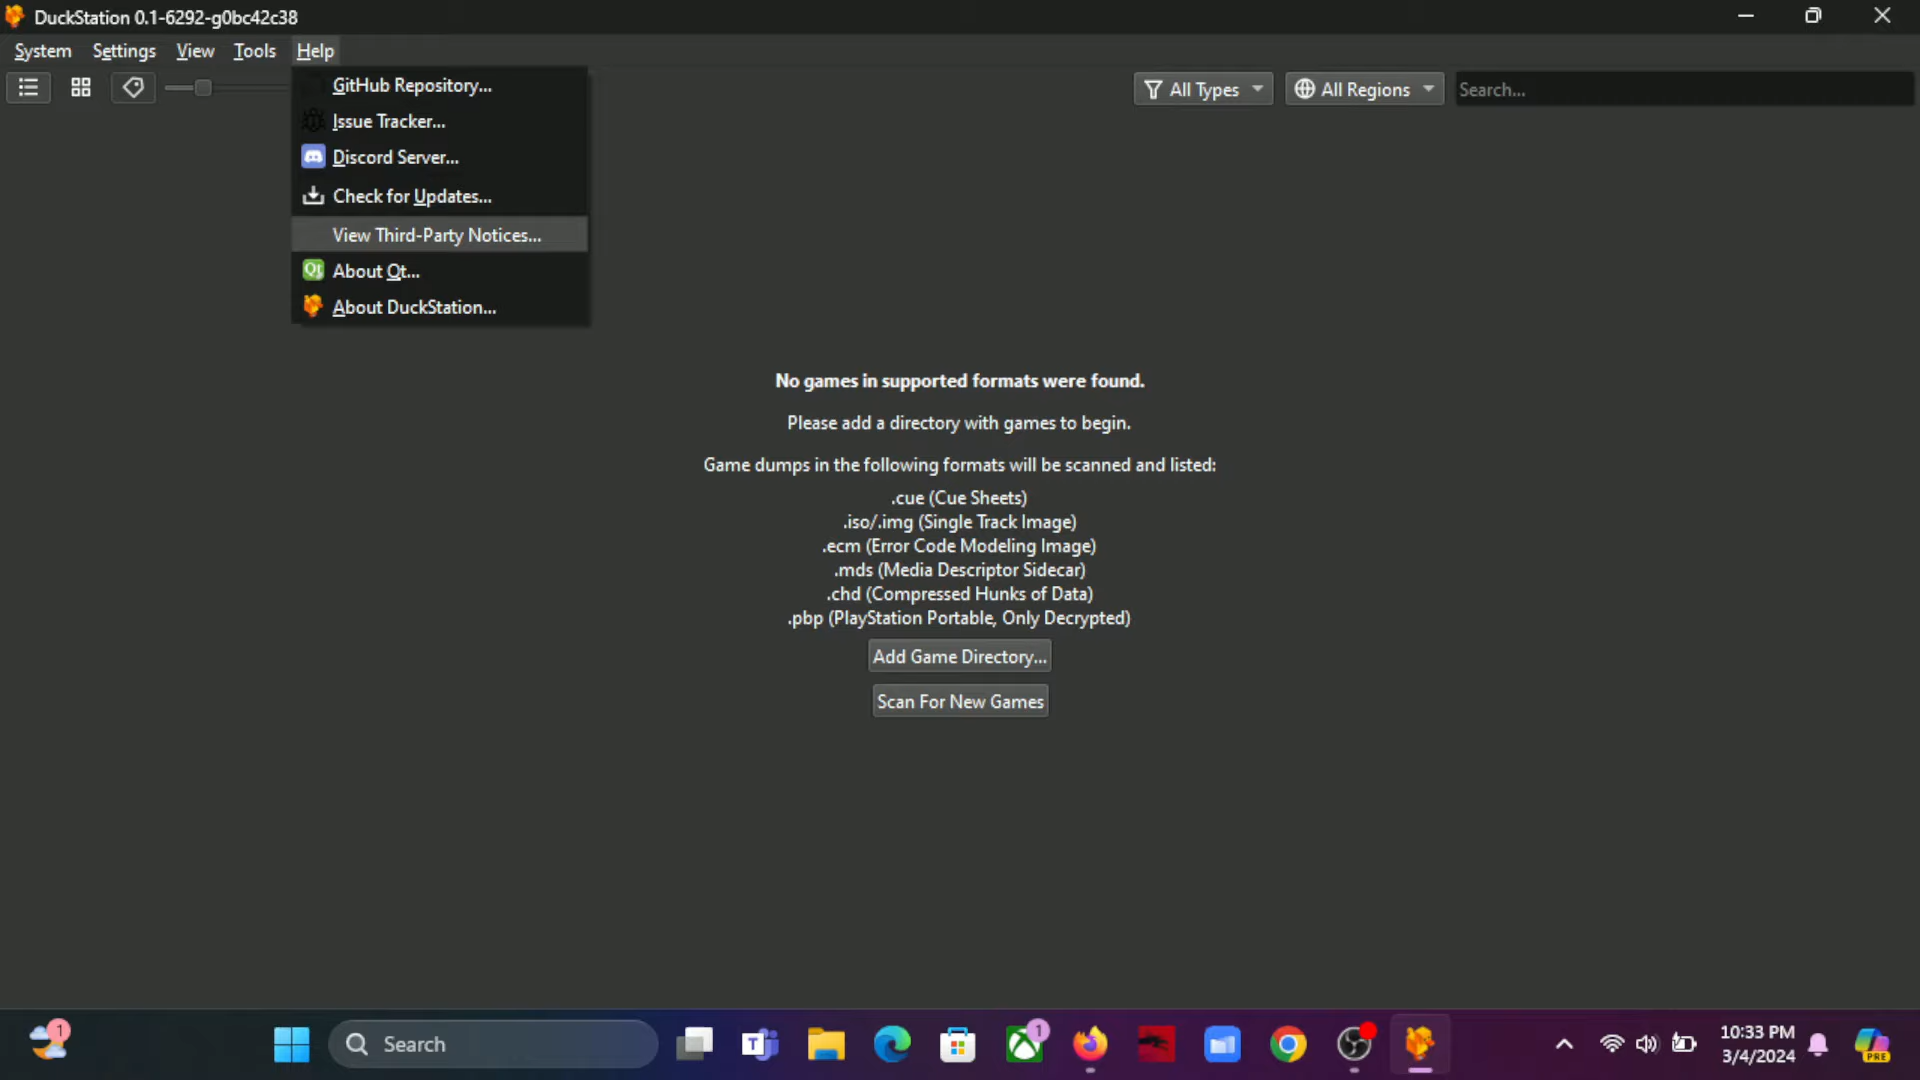 DuckStation 0.1-6292-g0bc42c38
System Settings View Tools Help
GitHub Repository...
Issue Tracker...
Discord Server...
Check for Updates...
View Third-Party Notices...
About Qt...
About DuckStation...
All Types
All Regions
Search...
No games in supported formats were found.
Please add a directory with games to begin.
Game dumps in the following formats will be scanned and listed:
.cue (Cue Sheets)
.iso/.img (Single Track Image)
.ecm (Error Code Modeling Image)
.mds (Media Descriptor Sidecar)
.chd (Compressed Hunks of Data)
.pbp (PlayStation Portable, Only Decrypted)
Add Game Directory...
Scan For New Games
1
Search
T
1
10:33 PM
3/4/2024
PRE